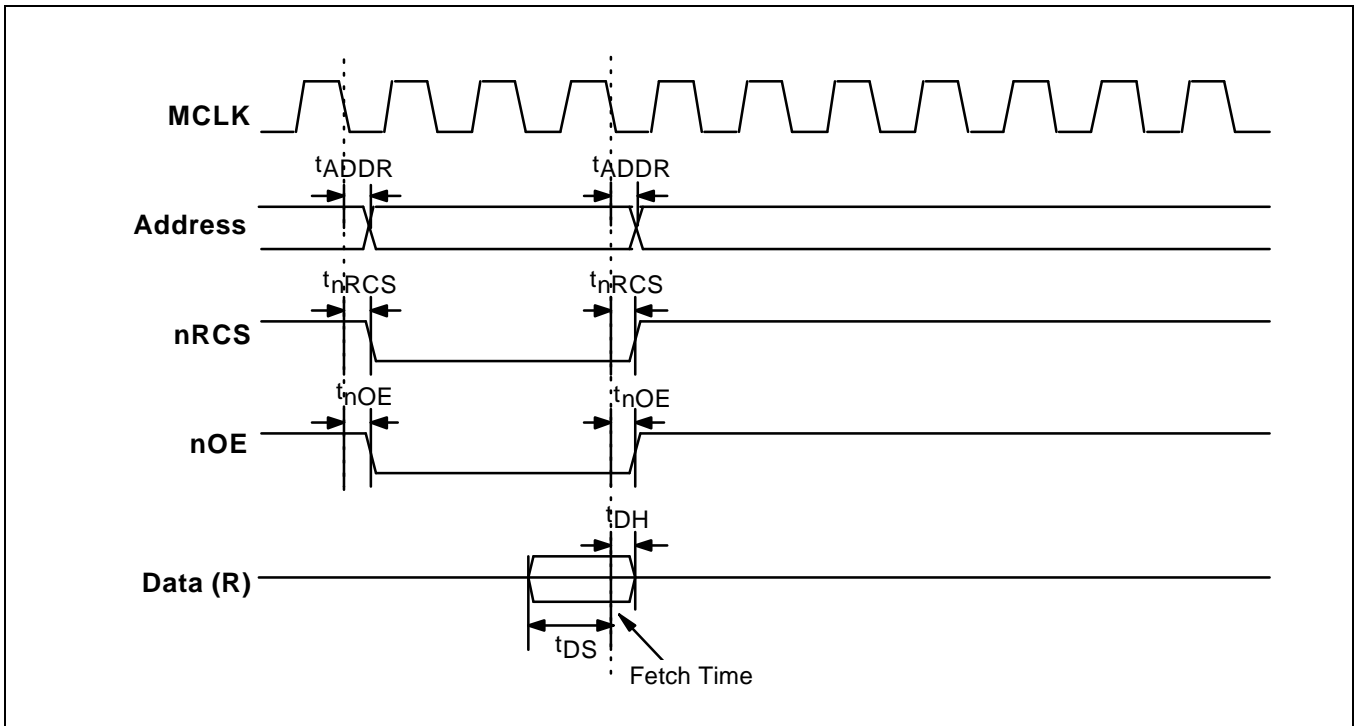 MCLK
tADDR tADDR
Address
tnRCS tnRCS
nRCS
tnOE tnOE
nOE
tDH
Data (R)
tDS
Fetch Time